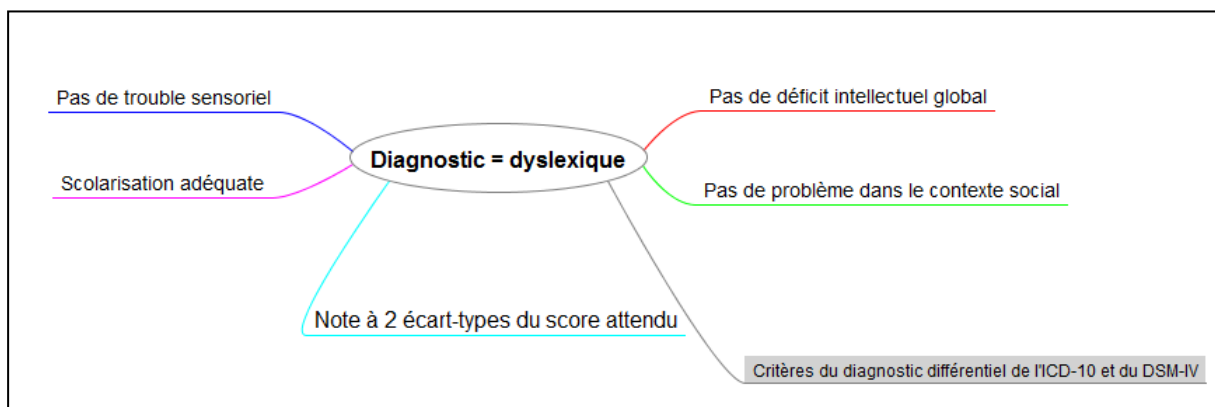 Pas de trouble sensoriel
Pas de déficit intellectuel global
Diagnostic = dyslexique
Scolarisation adéquate
Pas de problème dans le contexte social
Note à 2 écart-types du score attendu
Critères du diagnostic différentiel de l'ICD-10 et du DSM-IV